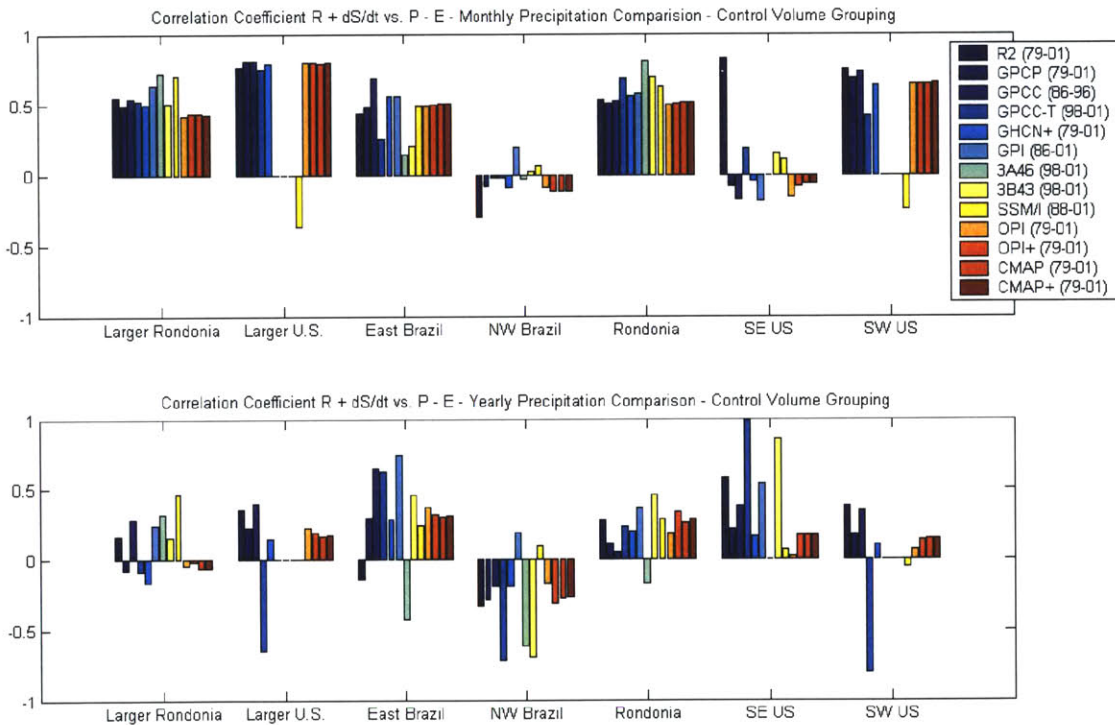 Correlation Coefficient R + dS/dt vs. P - E - Monthly Precipitation Comparision - Control Volume Grouping
1
0.5
0
-0.5
-1
Larger Rondonia Larger U.S. East Brazil NW Brazil Rondonia SE US SW US
R2 (79-01)
GPCP (79-01)
GPCC (86-96)
GPCC-T (98-01)
GHCN+ (79-01)
GPI (86-01)
3A46 (98-01)
3B43 (98-01)
SSM/I (88-01)
OPI (79-01)
OPI+ (79-01)
CMAP (79-01)
CMAP+ (79-01)
Correlation Coefficient R + dS/dt vs. P - E - Yearly Precipitation Comparison - Control Volume Grouping
1
0.5
0
-0.5
-1
Larger Rondonia Larger U.S. East Brazil NW Brazil Rondonia SE US SW US